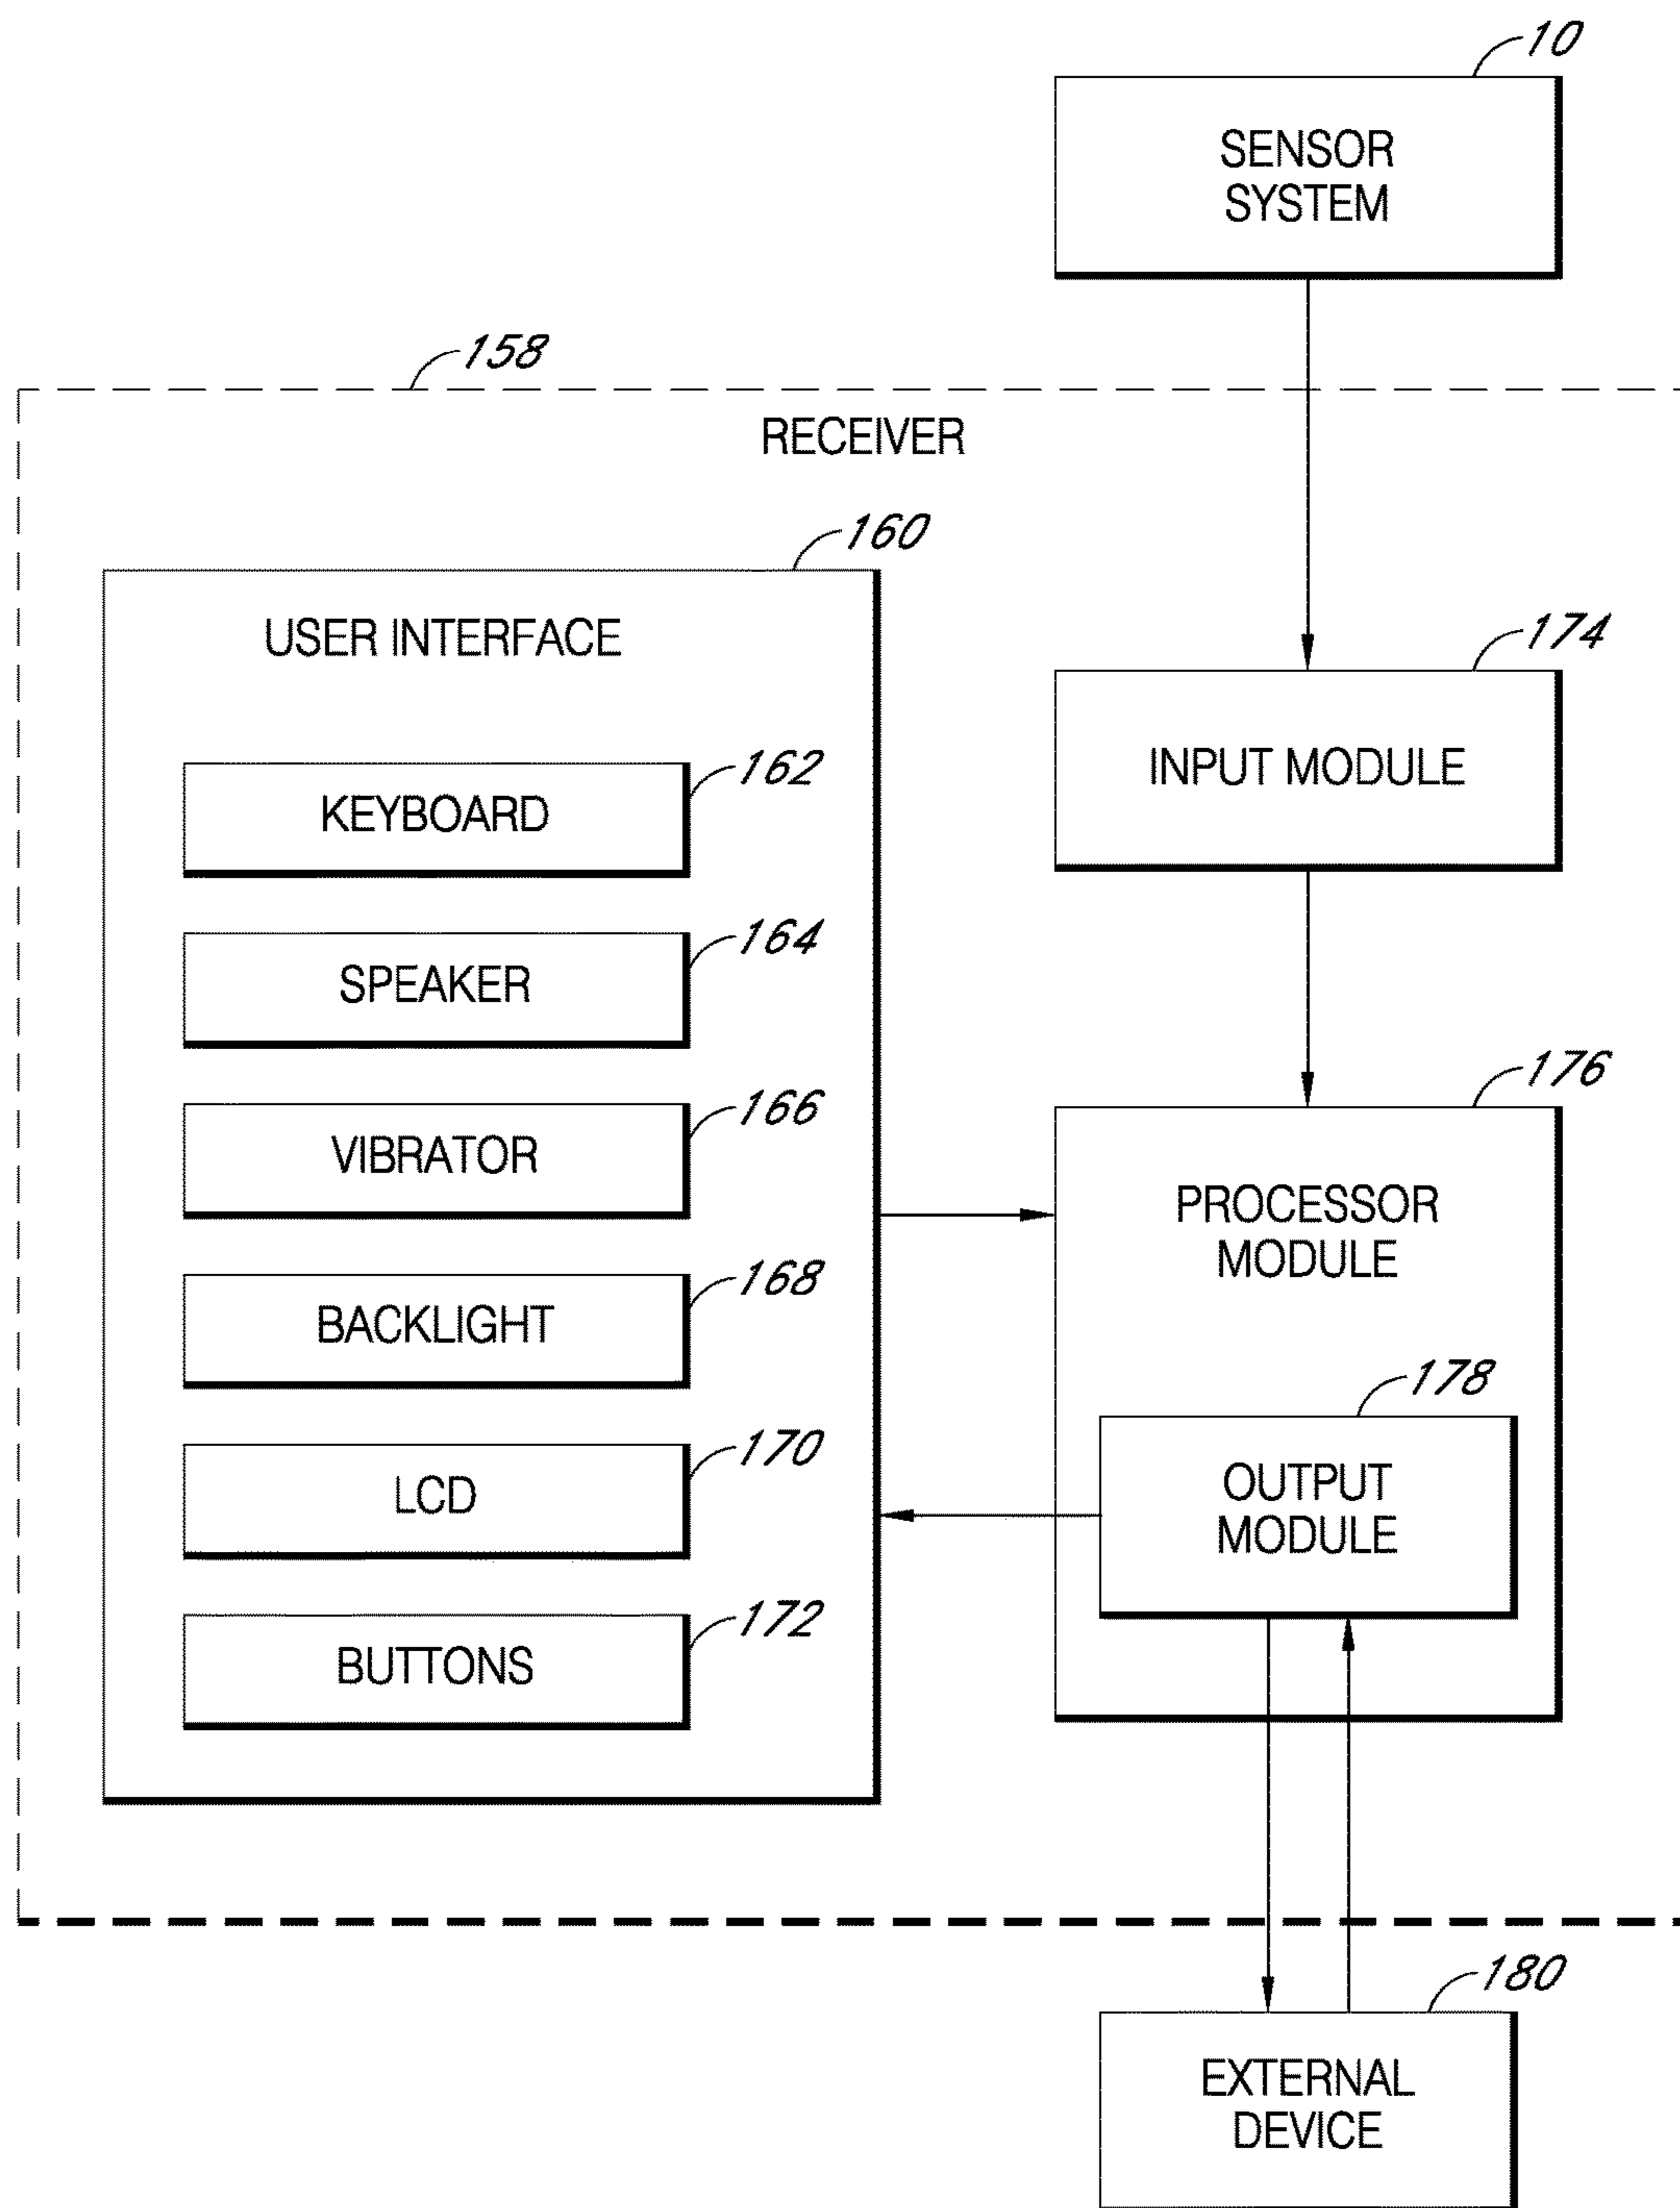 10
SENSOR
SYSTEM
158
RECEIVER
160
USER INTERFACE
174
INPUT MODULE
162
KEYBOARD
164
SPEAKER
166
VIBRATOR
176
PROCESSOR
MODULE
168
BACKLIGHT
178
OUTPUT
MODULE
170
LCD
172
BUTTONS
180
EXTERNAL
DEVICE